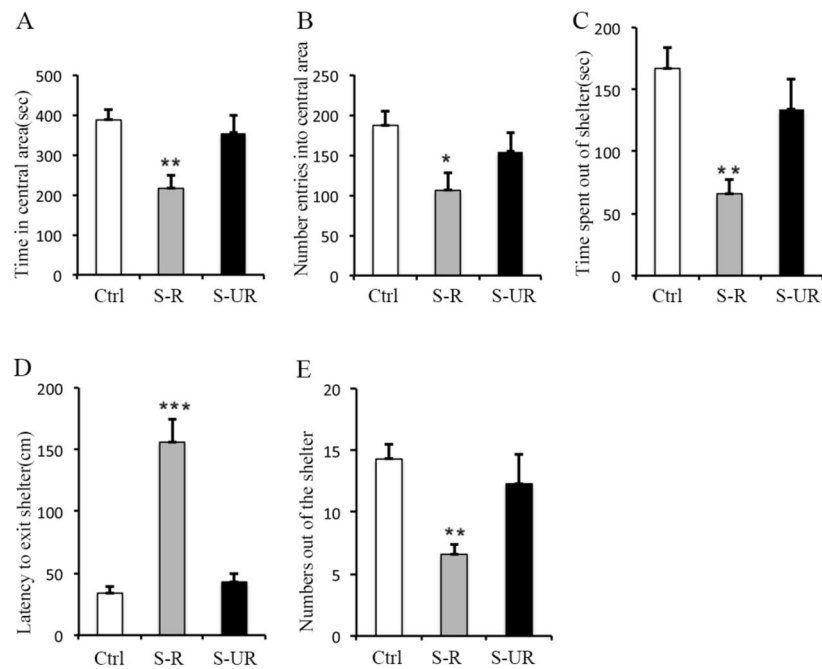 A
Time in central area(sec)
500
400
300
200
100
0
**
Ctrl S-R S-UR
B
Number entries into central area
250
200
150
100
50
0
*
Ctrl S-R S-UR
C
Time spent out of shelter(sec)
200
150
100
50
0
**
Ctrl S-R S-UR
D
Latency to exit shelter(cm)
200
150
100
50
0
***
Ctrl S-R S-UR
E
Numbers out of the shelter
20
15
10
5
0
**
Ctrl S-R S-UR